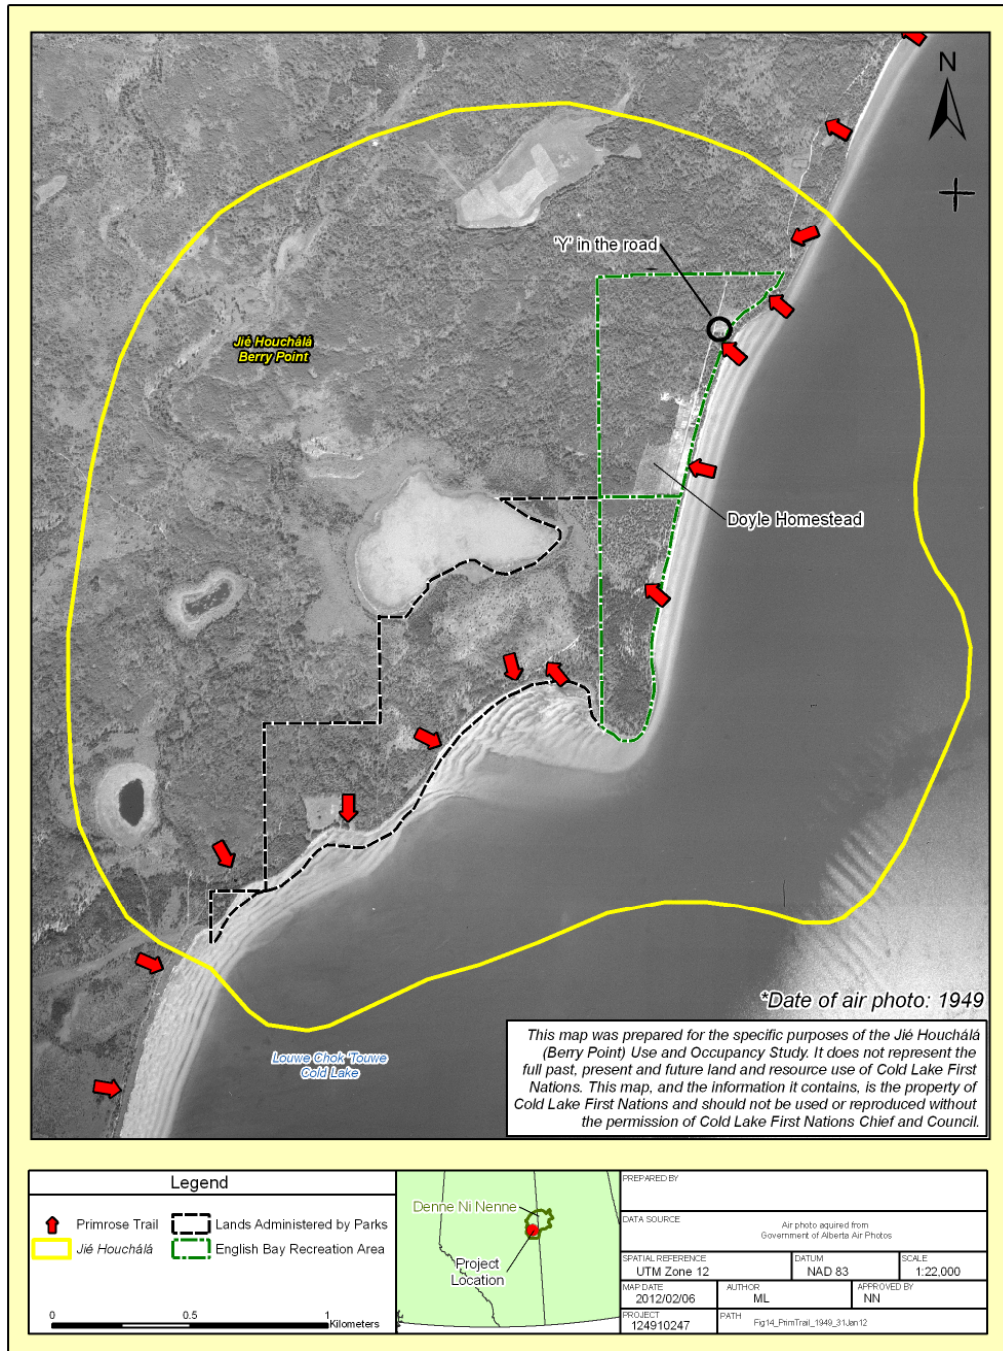 N
'Y' in the road
Jié Houchálá
Berry Point
Doyle Homestead
*Date of air photo: 1949
Louwe Chok 'Touwe
Cold Lake
This map was prepared for the specific purposes of the Jié Houchálá
(Berry Point) Use and Occupancy Study. It does not represent the
full past, present and future land and resource use of Cold Lake First
Nations. This map, and the information it contains, is the property of
Cold Lake First Nations and should not be used or reproduced without
the permission of Cold Lake First Nations Chief and Council.
Legend
Primrose Trail
Lands Administered by Parks
Jié Houchálá
English Bay Recreation Area
0 0.5 1
Kilometers
Denne Ni Nenne
Project
Location
PREPARED BY
DATA SOURCE
Air photo aquired from
Government of Alberta Air Photos
SPATIAL REFERENCE
UTM Zone 12
DATUM
NAD 83
SCALE
1:22,000
MAP DATE
2012/02/06
AUTHOR
ML
APPROVED BY
NN
PROJECT
124910247
PATH
Fig14_PrimTrail_1949_31Jan12